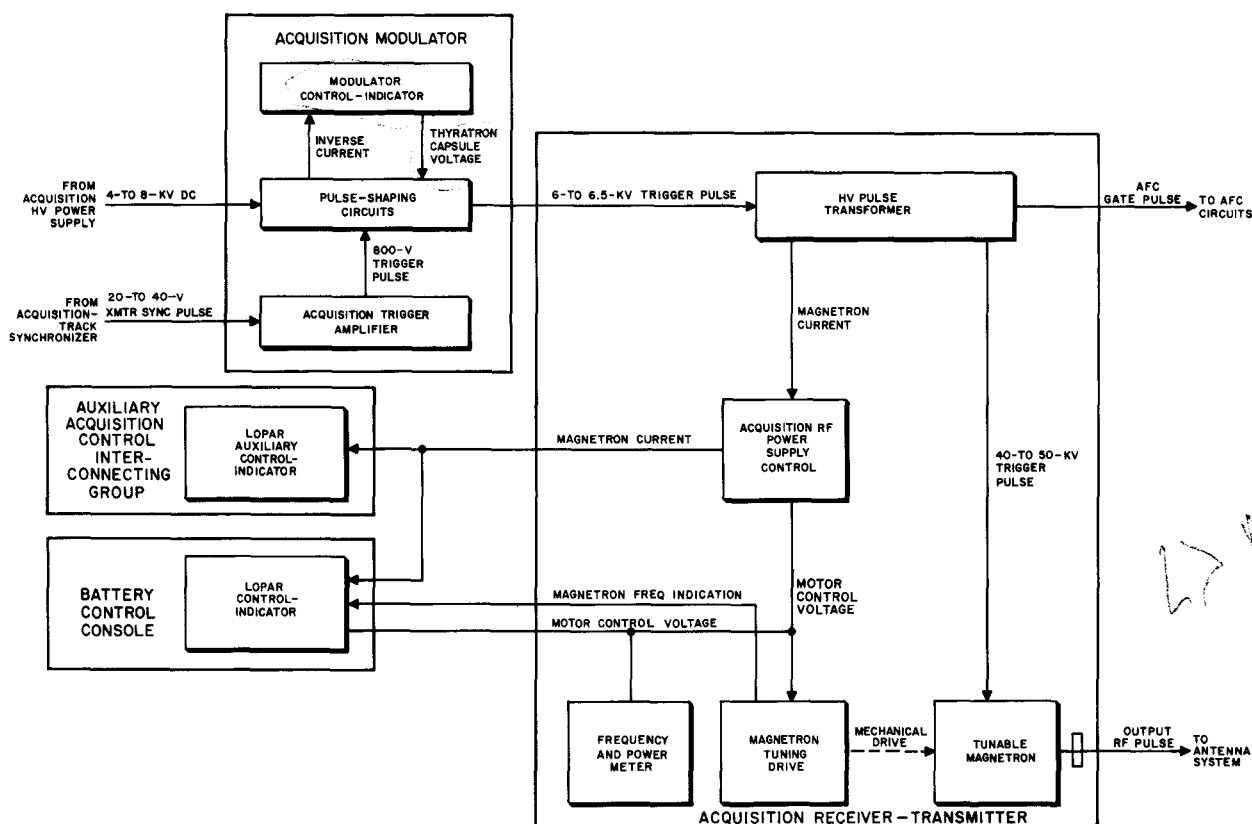 ACQUISITION MODULATOR
MODULATOR
CONTROL-INDICATOR
INVERSE
CURRENT
THYRATRON
CAPSULE
VOLTAGE
FROM
ACQUISITION
HV POWER
SUPPLY
4-TO 8-KV DC
PULSE-SHAPING
CIRCUITS
6-TO 6.5-KV TRIGGER PULSE
HV PULSE
TRANSFORMER
AFC
GATE PULSE
TO AFC
CIRCUITS
800-V
TRIGGER
PULSE
FROM
ACQUISITION-
TRACK
SYNCHRONIZER
20-TO 40-V
XMTR SYNC PULSE
ACQUISITION TRIGGER
AMPLIFIER
MAGNETRON
CURRENT
AUXILIARY
ACQUISITION
CONTROL
INTER-
CONNECTING
GROUP
LOPAR
AUXILIARY
CONTROL-
INDICATOR
MAGNETRON CURRENT
ACQUISITION RF
POWER
SUPPLY
CONTROL
40-TO 50-KV
TRIGGER
PULSE
BATTERY
CONTROL
CONSOLE
LOPAR
CONTROL-
INDICATOR
MAGNETRON FREQ INDICATION
MOTOR CONTROL VOLTAGE
MOTOR
CONTROL
VOLTAGE
FREQUENCY
AND POWER
METER
MAGNETRON
TUNING
DRIVE
MECHANICAL
DRIVE
TUNABLE
MAGNETRON
OUTPUT
RF PULSE
TO
ANTENNA
SYSTEM
ACQUISITION RECEIVER-TRANSMITTER